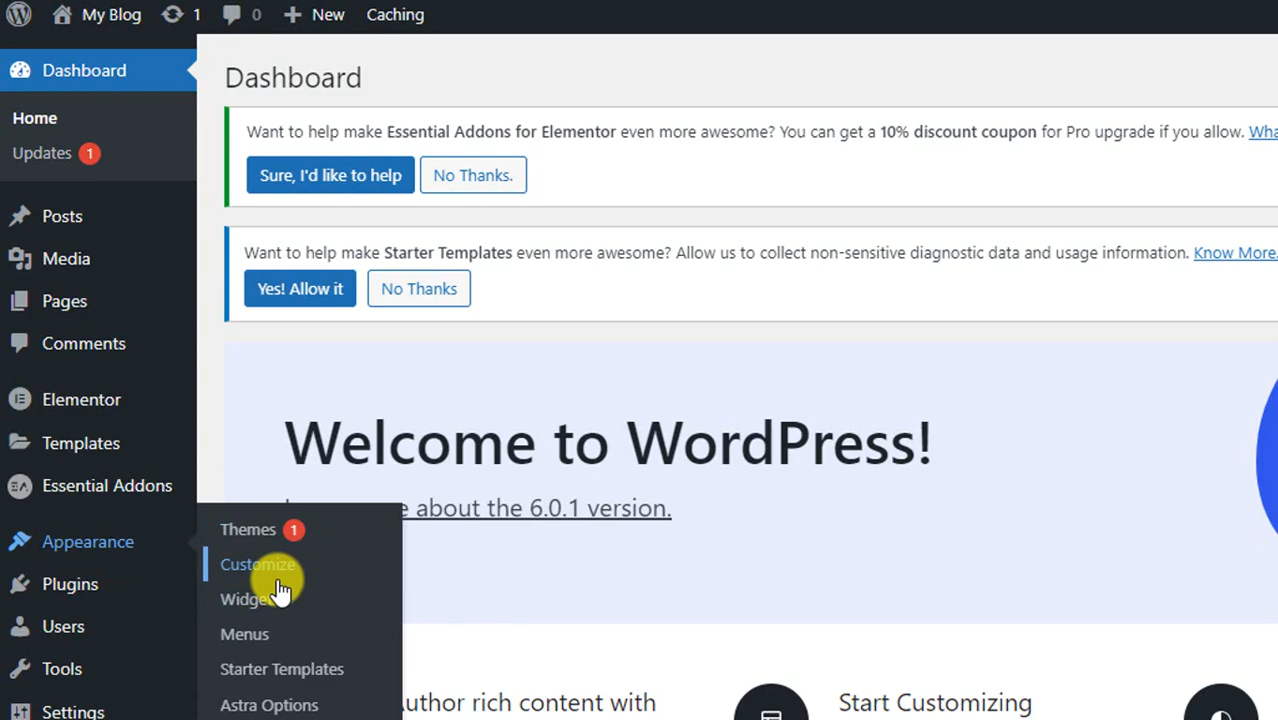 My Blog 1 0 New Caching
Dashboard
Home
Updates 1
Posts
Media
Pages
Comments
Elementor
Templates
Essential Addons
Appearance
Plugins
Users
Tools
Settings
Dashboard
Want to help make Essential Addons for Elementor even more awesome? You can get a 10% discount coupon for Pro upgrade if you allow.
Sure, I'd like to help No Thanks.
Want to help make Starter Templates even more awesome? Allow us to collect non-sensitive diagnostic data and usage information. Know More.
Yes! Allow it No Thanks
Welcome to WordPress!
about the 6.0.1 version.
Themes 1
Customize
Menus
Starter Templates
Astra Options
uthor rich content with
Start Customizing